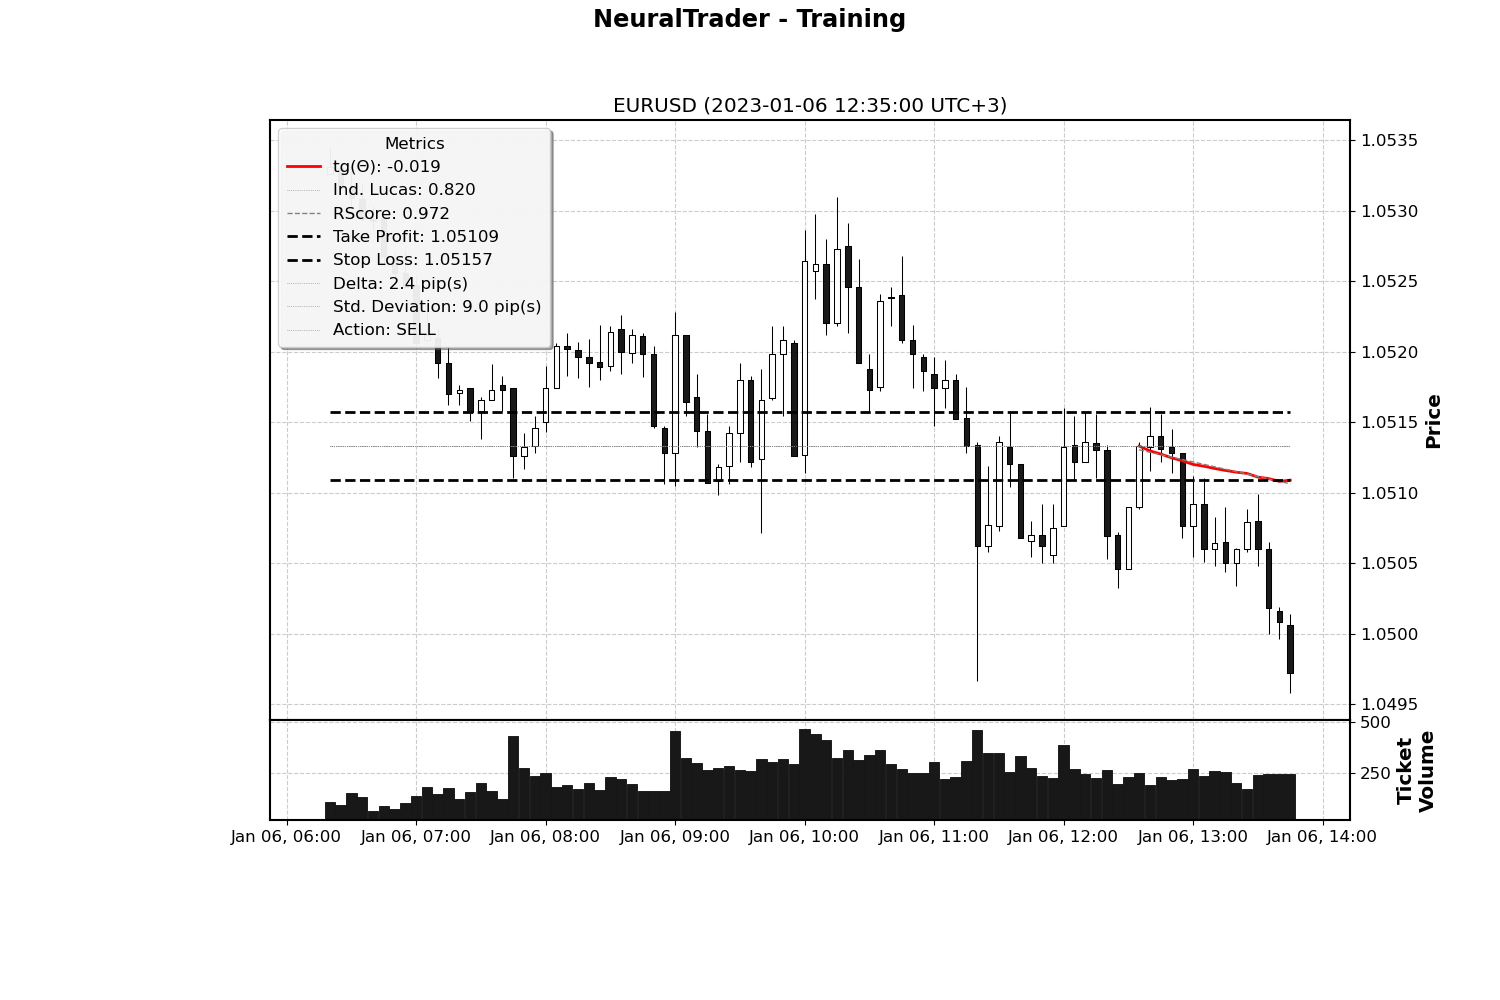 NeuralTrader - Training
EURUSD (2023-01-06 12:35:00 UTC+3)
Metrics
tg(Θ): -0.019
Ind. Lucas: 0.820
RScore: 0.972
Take Profit: 1.05109
Stop Loss: 1.05157
Delta: 2.4 pip(s)
Std. Deviation: 9.0 pip(s)
Action: SELL
1.0535
1.0530
1.0525
1.0520
1.0515
1.0510
1.0505
1.0500
1.0495
Price
500
250
Ticket
Volume
Jan 06, 06:00
Jan 06, 07:00
Jan 06, 08:00
Jan 06, 09:00
Jan 06, 10:00
Jan 06, 11:00
Jan 06, 12:00
Jan 06, 13:00
Jan 06, 14:00